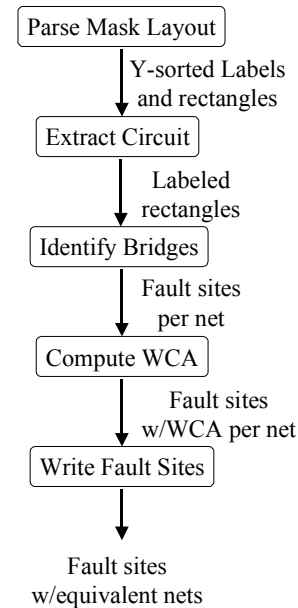 Parse Mask Layout
Y-sorted Labels
and rectangles
Extract Circuit
Labeled
rectangles
Identify Bridges
Fault sites
per net
Compute WCA
Fault sites
w/WCA per net
Write Fault Sites
Fault sites
w/equivalent nets